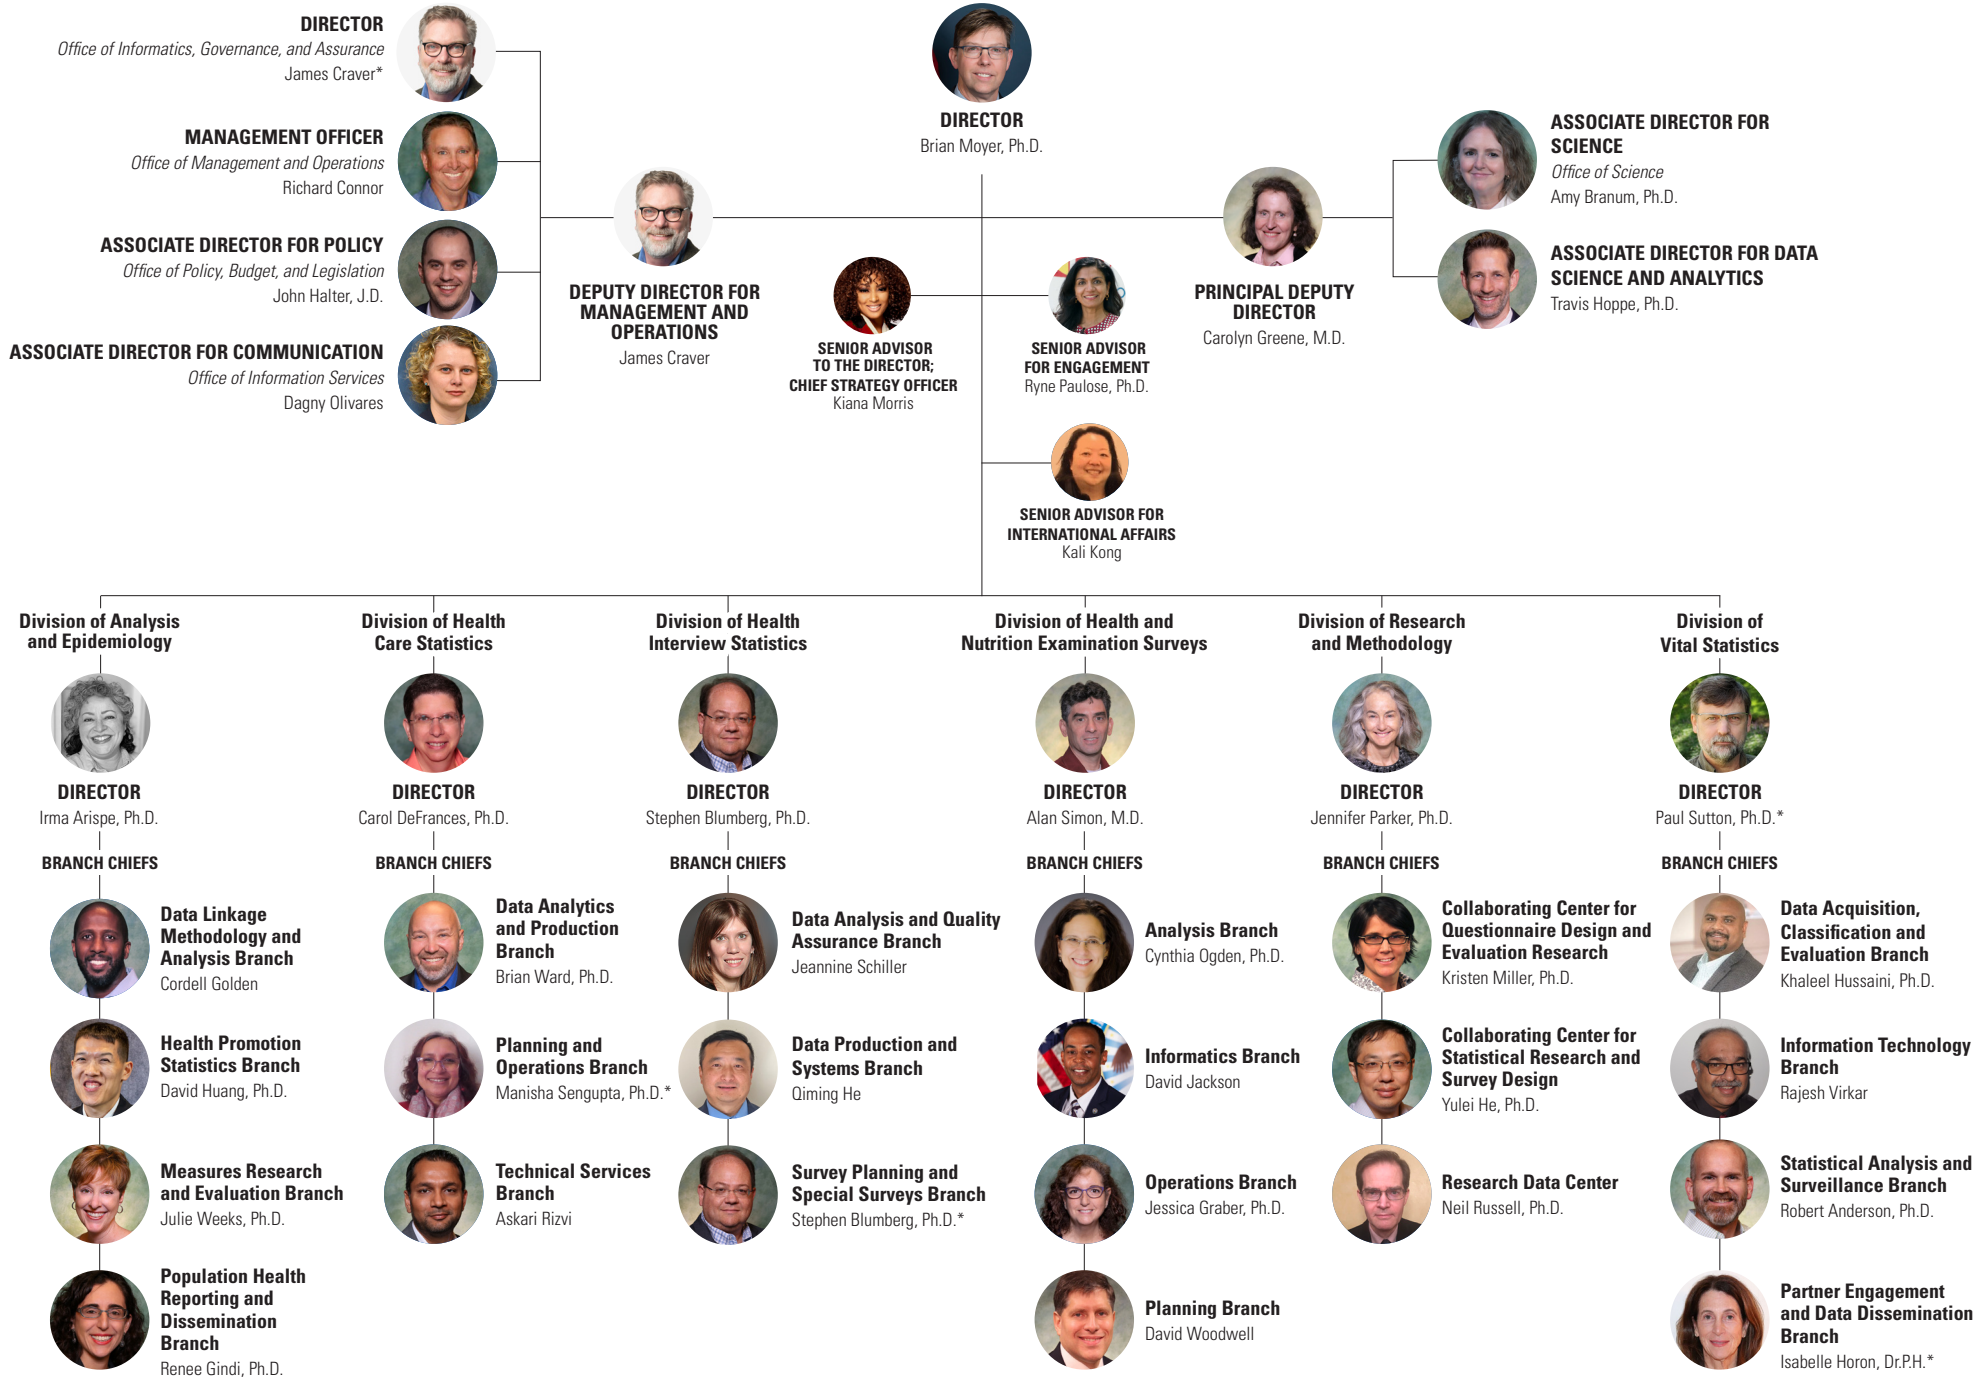 DIRECTOR
Office of Informatics, Governance, and Assurance
James Craver*
MANAGEMENT OFFICER
Office of Management and Operations
Richard Connor
ASSOCIATE DIRECTOR FOR POLICY
Office of Policy, Budget, and Legislation
John Halter, J.D.
ASSOCIATE DIRECTOR FOR COMMUNICATION
Office of Information Services
Dagny Olivares
DEPUTY DIRECTOR FOR
MANAGEMENT AND
OPERATIONS
James Craver
DIRECTOR
Brian Moyer, Ph.D.
SENIOR ADVISOR
TO THE DIRECTOR;
CHIEF STRATEGY OFFICER
Kiana Morris
SENIOR ADVISOR
FOR ENGAGEMENT
Ryne Paulose, Ph.D.
SENIOR ADVISOR FOR
INTERNATIONAL AFFAIRS
Kali Kong
PRINCIPAL DEPUTY
DIRECTOR
Carolyn Greene, M.D.
ASSOCIATE DIRECTOR FOR
SCIENCE
Office of Science
Amy Branum, Ph.D.
ASSOCIATE DIRECTOR FOR DATA
SCIENCE AND ANALYTICS
Travis Hoppe, Ph.D.
Division of Analysis
and Epidemiology
DIRECTOR
Irma Arispe, Ph.D.
BRANCH CHIEFS
Data Linkage
Methodology and
Analysis Branch
Cordell Golden
Health Promotion
Statistics Branch
David Huang, Ph.D.
Measures Research
and Evaluation Branch
Julie Weeks, Ph.D.
Population Health
Reporting and
Dissemination
Branch
Renee Gindi, Ph.D.
Division of Health
Care Statistics
DIRECTOR
Carol DeFrances, Ph.D.
BRANCH CHIEFS
Data Analytics
and Production
Branch
Brian Ward, Ph.D.
Planning and
Operations Branch
Manisha Sengupta, Ph.D.*
Technical Services
Branch
Askari Rizvi
Division of Health
Interview Statistics
DIRECTOR
Stephen Blumberg, Ph.D.
BRANCH CHIEFS
Data Analysis and Quality
Assurance Branch
Jeannine Schiller
Data Production and
Systems Branch
Qiming He
Survey Planning and
Special Surveys Branch
Stephen Blumberg, Ph.D.*
Division of Health and
Nutrition Examination Surveys
DIRECTOR
Alan Simon, M.D.
BRANCH CHIEFS
Analysis Branch
Cynthia Ogden, Ph.D.
Informatics Branch
David Jackson
Operations Branch
Jessica Graber, Ph.D.
Planning Branch
David Woodwell
Division of Research
and Methodology
DIRECTOR
Jennifer Parker, Ph.D.
BRANCH CHIEFS
Collaborating Center for
Questionnaire Design and
Evaluation Research
Kristen Miller, Ph.D.
Collaborating Center for
Statistical Research and
Survey Design
Yulei He, Ph.D.
Research Data Center
Neil Russell, Ph.D.
Division of
Vital Statistics
DIRECTOR
Paul Sutton, Ph.D.*
BRANCH CHIEFS
Data Acquisition,
Classification and
Evaluation Branch
Khaleel Hussaini, Ph.D.
Information Technology
Branch
Rajesh Virkar
Statistical Analysis and
Surveillance Branch
Robert Anderson, Ph.D.
Partner Engagement
and Data Dissemination
Branch
Isabelle Horon, Dr.P.H.*